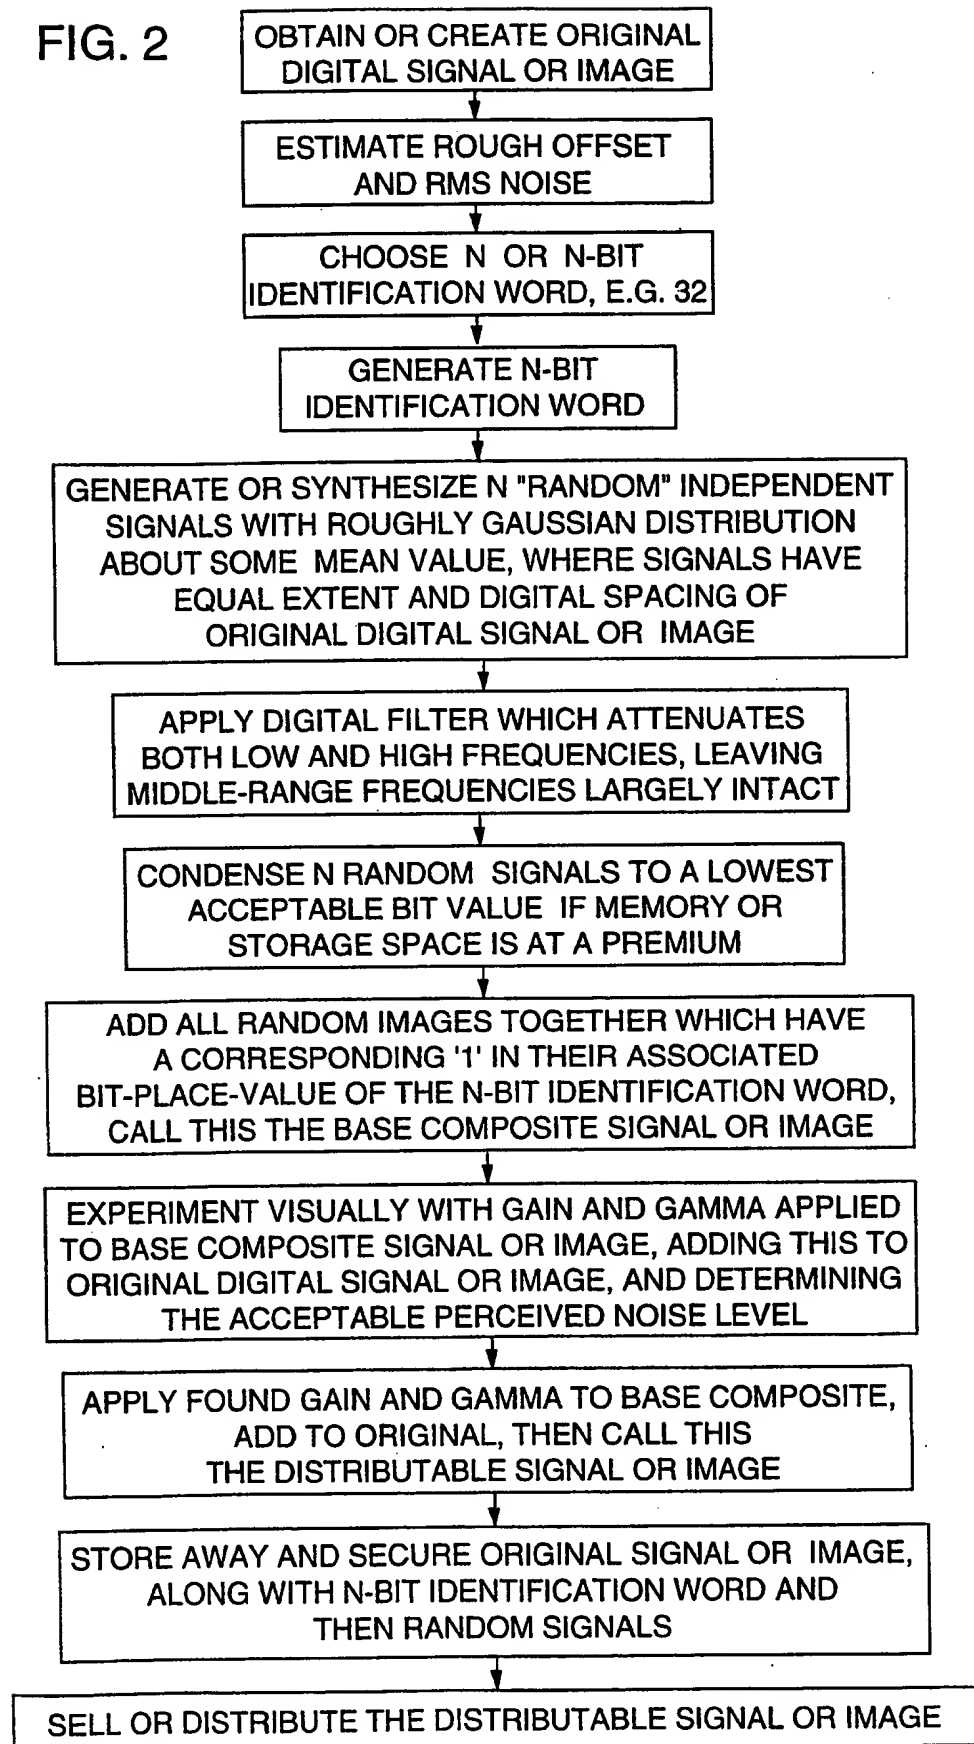 FIG. 2
OBTAIN OR CREATE ORIGINAL
DIGITAL SIGNAL OR IMAGE
ESTIMATE ROUGH OFFSET
AND RMS NOISE
CHOOSE N OR N-BIT
IDENTIFICATION WORD, E.G. 32
GENERATE N-BIT
IDENTIFICATION WORD
GENERATE OR SYNTHESIZE N "RANDOM" INDEPENDENT
SIGNALS WITH ROUGHLY GAUSSIAN DISTRIBUTION
ABOUT SOME MEAN VALUE, WHERE SIGNALS HAVE
EQUAL EXTENT AND DIGITAL SPACING OF
ORIGINAL DIGITAL SIGNAL OR IMAGE
APPLY DIGITAL FILTER WHICH ATTENUATES
BOTH LOW AND HIGH FREQUENCIES, LEAVING
MIDDLE-RANGE FREQUENCIES LARGELY INTACT
CONDENSE N RANDOM SIGNALS TO A LOWEST
ACCEPTABLE BIT VALUE IF MEMORY OR
STORAGE SPACE IS AT A PREMIUM
ADD ALL RANDOM IMAGES TOGETHER WHICH HAVE
A CORRESPONDING '1' IN THEIR ASSOCIATED
BIT-PLACE-VALUE OF THE N-BIT IDENTIFICATION WORD,
CALL THIS THE BASE COMPOSITE SIGNAL OR IMAGE
EXPERIMENT VISUALLY WITH GAIN AND GAMMA APPLIED
TO BASE COMPOSITE SIGNAL OR IMAGE, ADDING THIS TO
ORIGINAL DIGITAL SIGNAL OR IMAGE, AND DETERMINING
THE ACCEPTABLE PERCEIVED NOISE LEVEL
APPLY FOUND GAIN AND GAMMA TO BASE COMPOSITE,
ADD TO ORIGINAL, THEN CALL THIS
THE DISTRIBUTABLE SIGNAL OR IMAGE
STORE AWAY AND SECURE ORIGINAL SIGNAL OR IMAGE,
ALONG WITH N-BIT IDENTIFICATION WORD AND
THEN RANDOM SIGNALS
SELL OR DISTRIBUTE THE DISTRIBUTABLE SIGNAL OR IMAGE